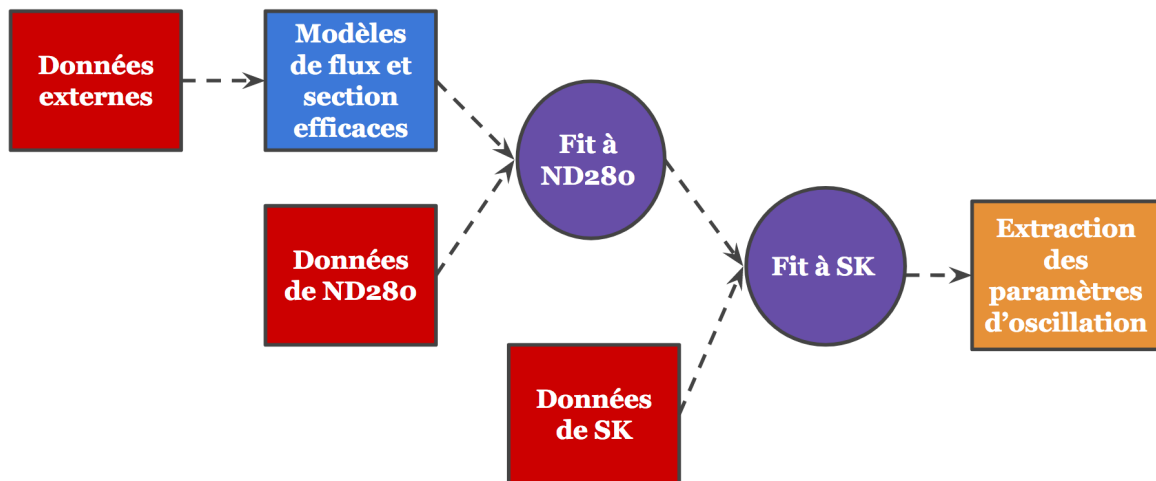 Données
externes
Modèles
de flux et
section
efficaces
Fit à
ND280
Données
de ND280
Fit à SK
Extraction
des
paramètres
d'oscillation
Données
de SK